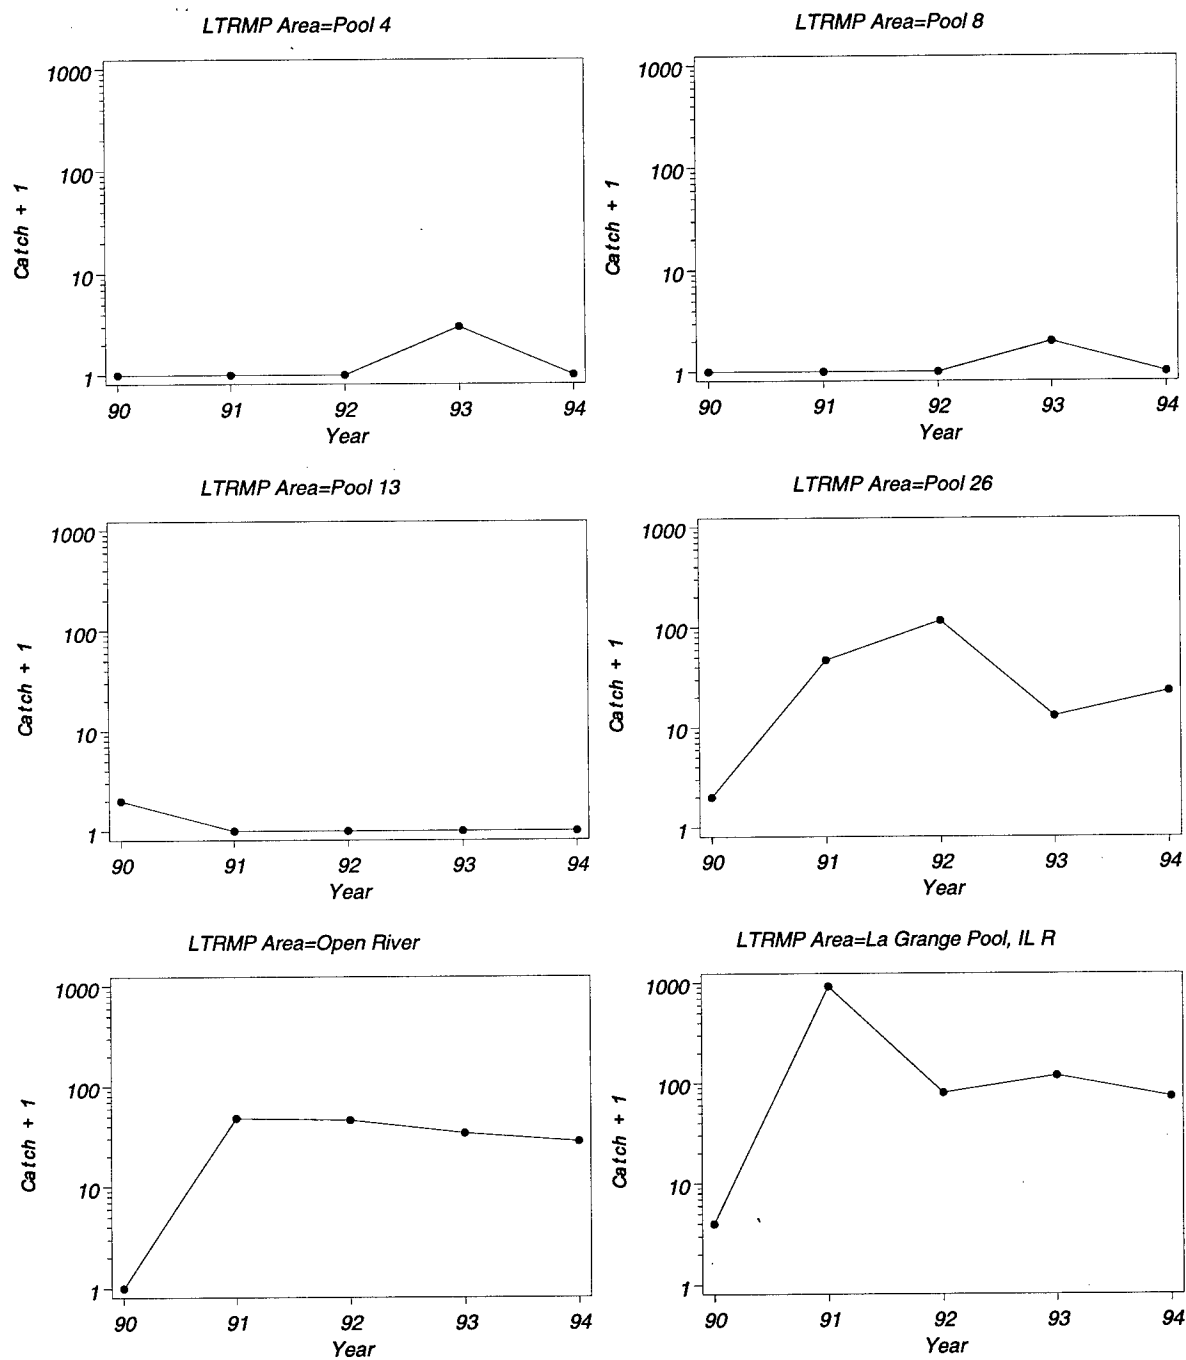 LTRMP Area=Pool 4
1000
100
10
1
Catch + 1
90 91 92 93 94
Year
LTRMP Area=Pool 8
1000
100
10
1
Catch + 1
90 91 92 93 94
Year
LTRMP Area=Pool 13
1000
100
10
1
Catch + 1
90 91 92 93 94
Year
LTRMP Area=Pool 26
1000
100
10
1
Catch + 1
90 91 92 93 94
Year
LTRMP Area=Open River
1000
100
10
1
Catch + 1
90 91 92 93 94
Year
LTRMP Area=La Grange Pool, IL R
1000
100
10
1
Catch + 1
90 91 92 93 94
Year